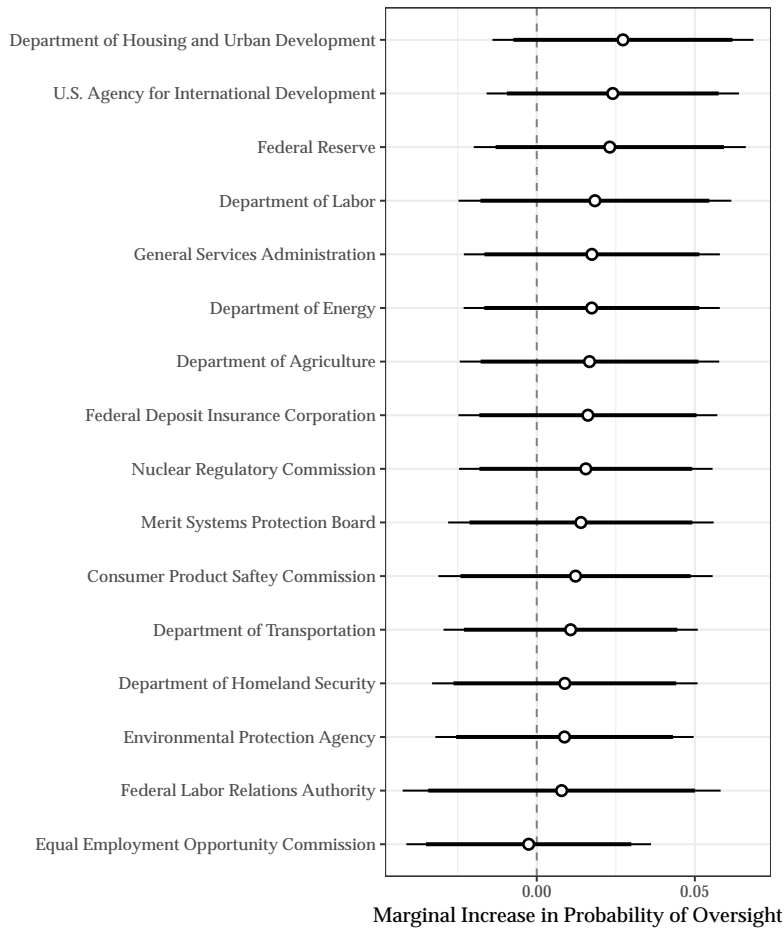 Department of Housing and Urban Development
U.S. Agency for International Development
Federal Reserve
Department of Labor
General Services Administration
Department of Energy
Department of Agriculture
Federal Deposit Insurance Corporation
Nuclear Regulatory Commission
Merit Systems Protection Board
Consumer Product Saftey Commission
Department of Transportation
Department of Homeland Security
Environmental Protection Agency
Federal Labor Relations Authority
Equal Employment Opportunity Commission
0.00 0.05
Marginal Increase in Probability of Oversight